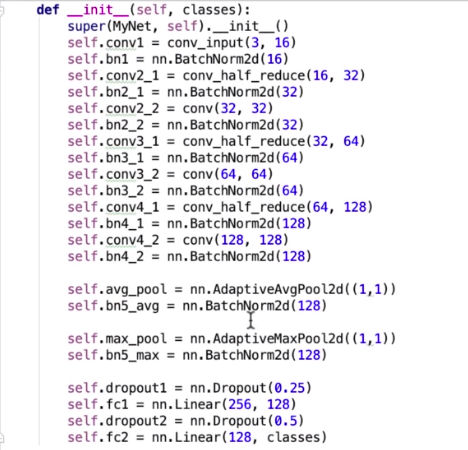 def __init__(self, classes):
super(MyNet, self).__init__()
self.conv1 = conv_input(3, 16)
self.bn1 = nn.BatchNorm2d(16)
self.conv2_1 = conv_half_reduce(16, 32)
self.bn2_1 = nn.BatchNorm2d(32)
self.conv2_2 = conv(32, 32)
self.bn2_2 = nn.BatchNorm2d(32)
self.conv3_1 = conv_half_reduce(32, 64)
self.bn3_1 = nn.BatchNorm2d(64)
self.conv3_2 = conv(64, 64)
self.bn3_2 = nn.BatchNorm2d(64)
self.conv4_1 = conv_half_reduce(64, 128)
self.bn4_1 = nn.BatchNorm2d(128)
self.conv4_2 = conv(128, 128)
self.bn4_2 = nn.BatchNorm2d(128)
self.avg_pool = nn.AdaptiveAvgPool2d((1,1))
self.bn5_avg = nn.BatchNorm2d(128)
self.max_pool = nn.AdaptiveMaxPool2d((1,1))
self.bn5_max = nn.BatchNorm2d(128)
self.dropout1 = nn.Dropout(0.25)
self.fc1 = nn.Linear(256, 128)
self.dropout2 = nn.Dropout(0.5)
self.fc2 = nn.Linear(128, classes)